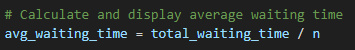 # Calculate and display average waiting time
avg_waiting_time = total_waiting_time / n